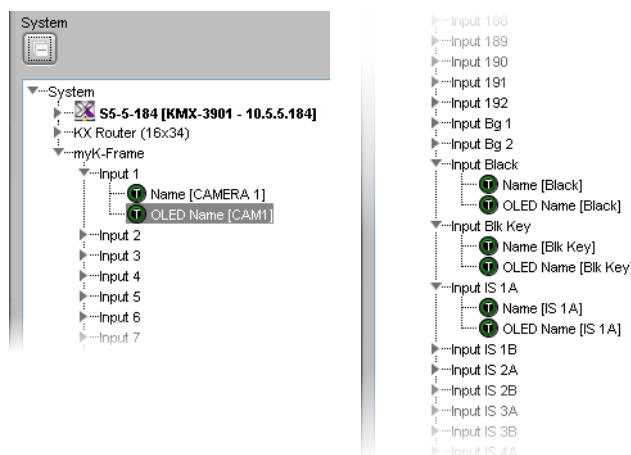 System
System
S5-5-184 [KMX-3901 - 10.5.5.184]
KX Router (16x34)
myK-Frame
Input 1
Name [CAMERA 1]
OLED Name [CAM1]
Input 2
Input 3
Input 4
Input 5
Input 6
Input 7
Input 188
Input 189
Input 190
Input 191
Input 192
Input Bg 1
Input Bg 2
Input Black
Name [Black]
OLED Name [Black]
Input Blk Key
Name [Blk Key]
OLED Name [Blk Key]
Input IS 1A
Name [IS 1A]
OLED Name [IS 1A]
Input IS 1B
Input IS 2A
Input IS 2B
Input IS 3A
Input IS 3B
Input IS 4A